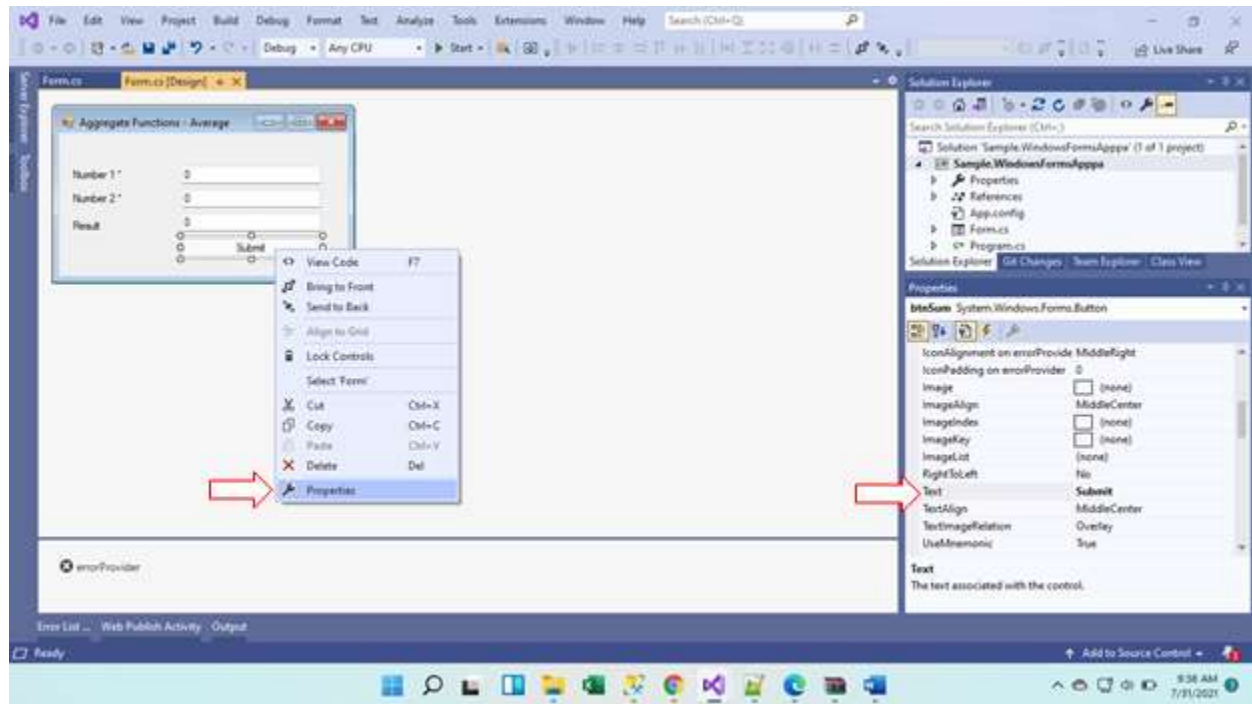 File Edit View Project Build Debug Format Test Analyze Tools Extensions Window Help Search (Ctrl+Q)
Debug Any CPU Start Live Share
Server Explorer
Toolbox
Form.cs Form.cs [Design]
Aggregate Functions - Average
Number 1 *
0
Number 2 *
0
Result
0
Submit
View Code F7
Bring to Front
Send to Back
Align to Grid
Lock Controls
Select 'Form'
Cut Ctrl+X
Copy Ctrl+C
Paste Ctrl+V
Delete Del
Properties
errorProvider
Solution Explorer
Search Solution Explorer (Ctrl+;)
Solution 'Sample.WindowsFormsApppa' (1 of 1 project)
Sample.WindowsFormsApppa
Properties
References
App.config
Form.cs
Program.cs
Solution Explorer Git Changes Team Explorer Class View
Properties
btnSum System.Windows.Forms.Button
IconAlignment on errorProvide MiddleRight
IconPadding on errorProvider 0
Image (none)
ImageAlign MiddleCenter
ImageIndex (none)
ImageKey (none)
ImageList (none)
RightToLeft No
Text Submit
TextAlign MiddleCenter
TextImageRelation Overlay
UseMnemonic True
Text
The text associated with the control.
Error List ... Web Publish Activity Output
Ready Add to Source Control
9:38 AM
7/31/2021